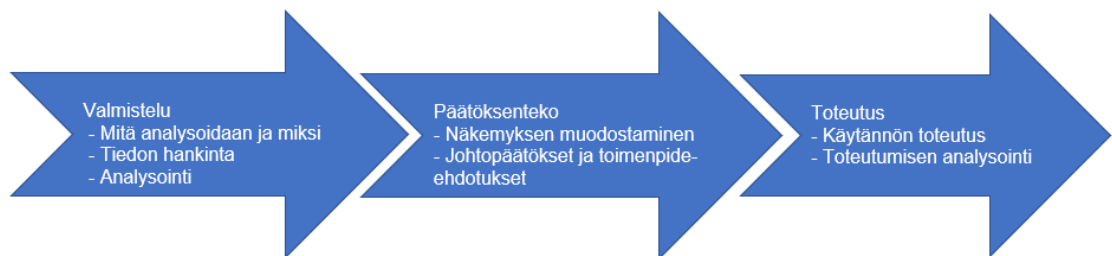 Valmistelu
- Mitä analysoidaan ja miksi
- Tiedon hankinta
- Analysointi
Päätöksenteko
- Näkemyksen muodostaminen
- Johtopäätökset ja toimenpide-
ehdotukset
Toteutus
- Käytännön toteutus
- Toteutumisen analysointi